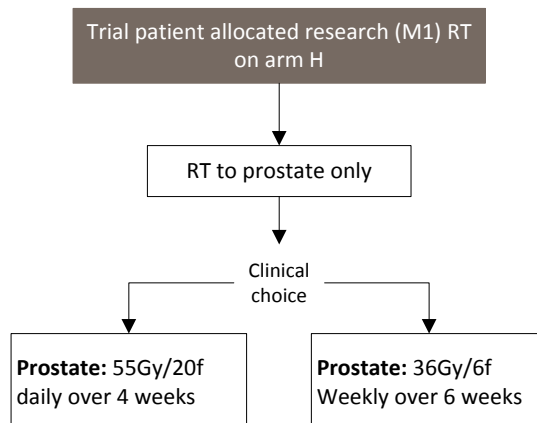 Trial patient allocated research (M1) RT
on arm H
RT to prostate only
Clinical
choice
Prostate: 55Gy/20f
daily over 4 weeks
Prostate: 36Gy/6f
Weekly over 6 weeks